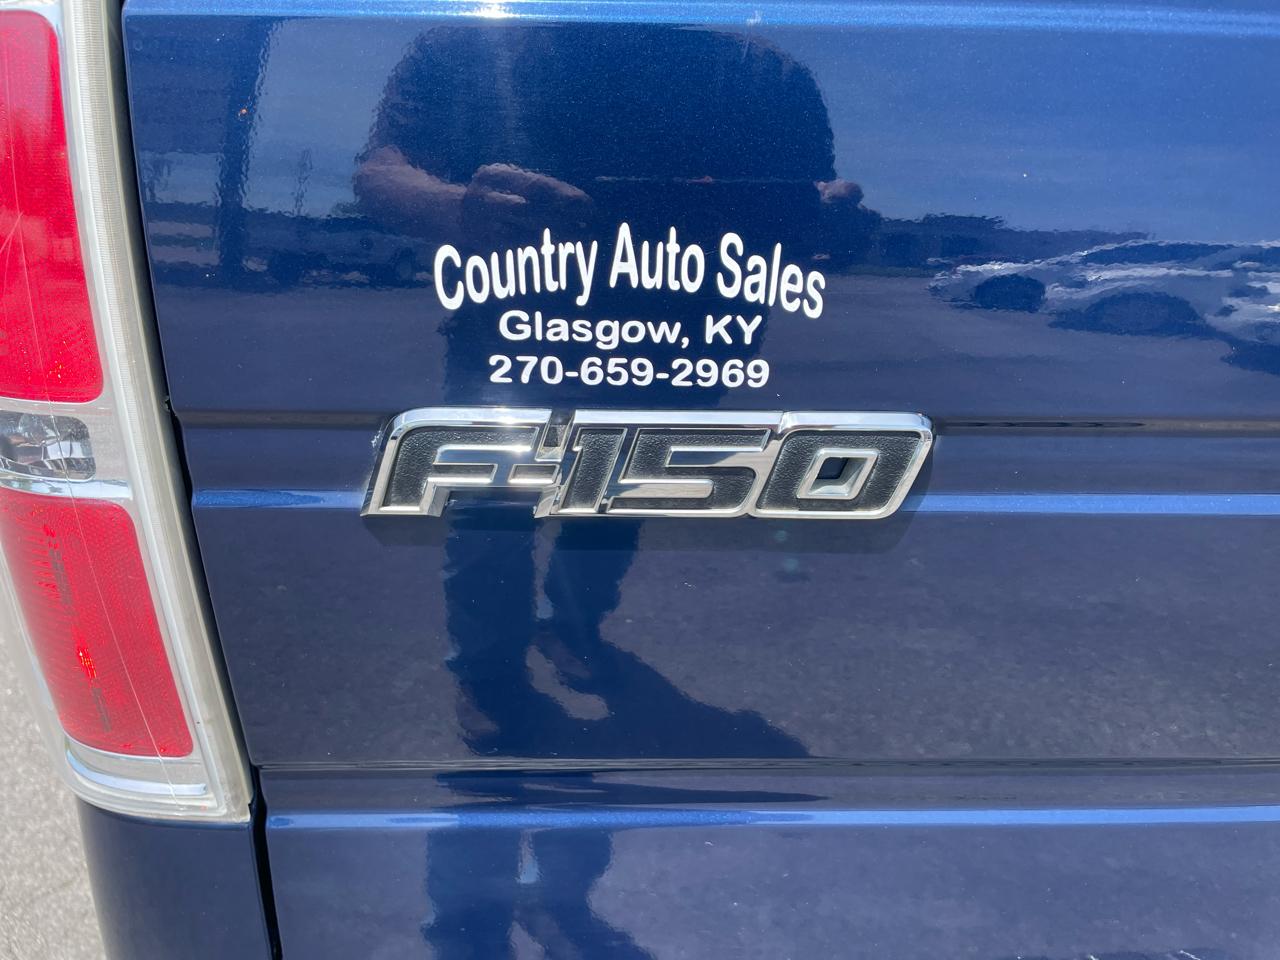 Country Auto Sales
Glasgow, KY
270-659-2969
F-150